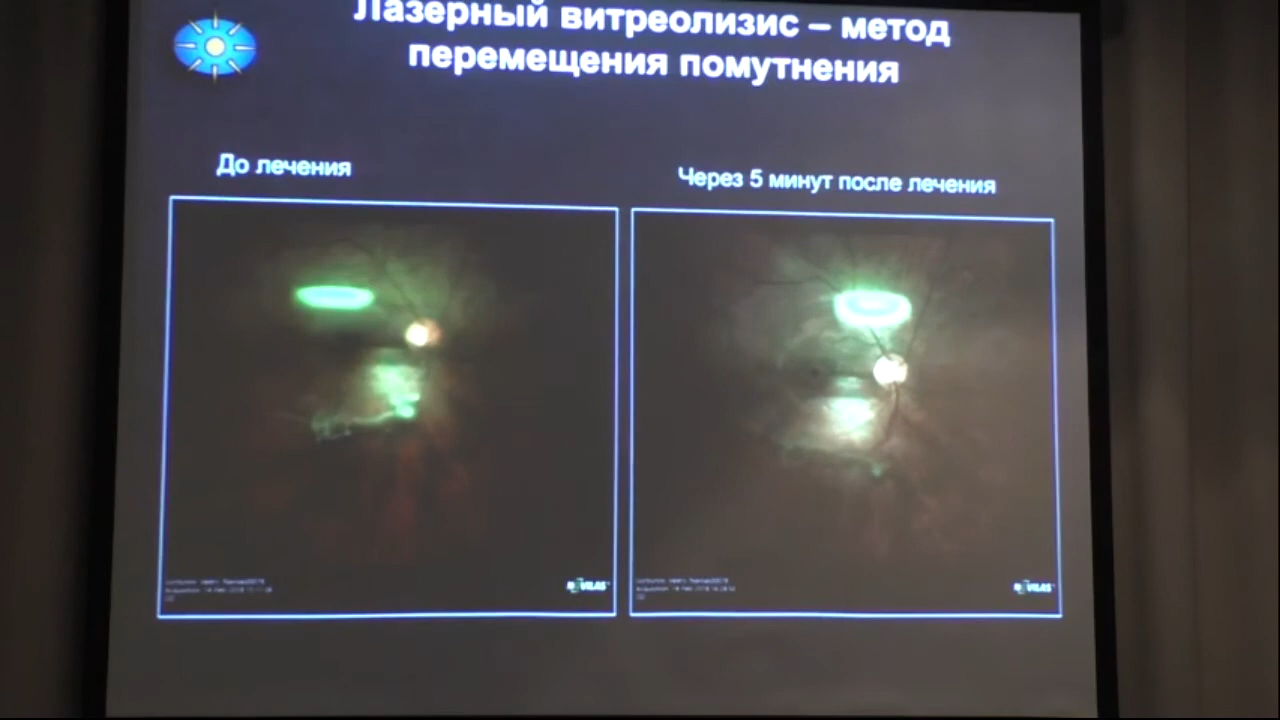 Лазерный витреолизис – метод
перемещения помутнения
До лечения
Через 5 минут после лечения